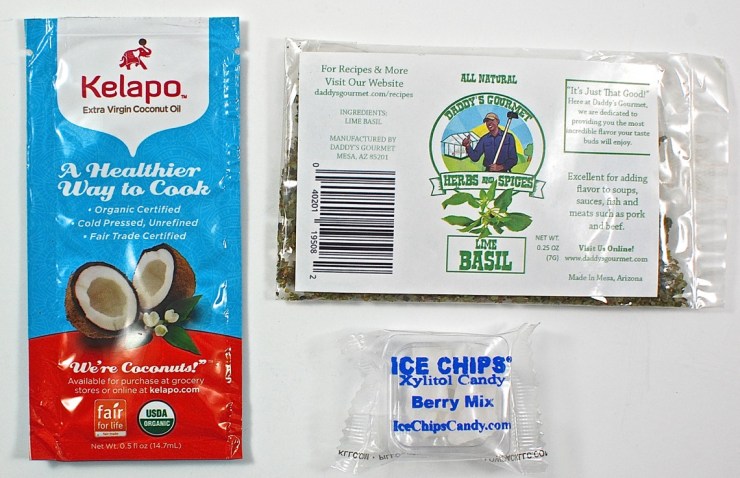 Kelapo™
Extra Virgin Coconut Oil
A Healthier
Way to Cook
• Organic Certified
• Cold Pressed, Unrefined
• Fair Trade Certified
"We're Coconuts!"™
Available for purchase at grocery
stores or online at kelapo.com
fair
for life
USDA
ORGANIC
Net Wt. 0.5 fl oz (14.7mL)
For Recipes & More
Visit Our Website
daddysgourmet.com/recipes
INGREDIENTS:
LIME BASIL
MANUFACTURED BY
DADDY'S GOURMET
MESA, AZ 85201
0 40201 19508 2
ALL NATURAL
DADDY'S GOURMET
HERBS AND SPICES
LIME
BASIL
NET WT.
0.25 OZ
(7G)
"It's Just That Good!"
Here at Daddy's Gourmet,
we are dedicated to
providing you the most
incredible flavor your taste
buds will enjoy.
Excellent for adding
flavor to soups,
sauces, fish and
meats such as pork
and beef.
Visit Us Online!
www.daddysgourmet.com
Made In Mesa, Arizona
ICE CHIPS®
Xylitol Candy
Berry Mix
IceChipsCandy.com